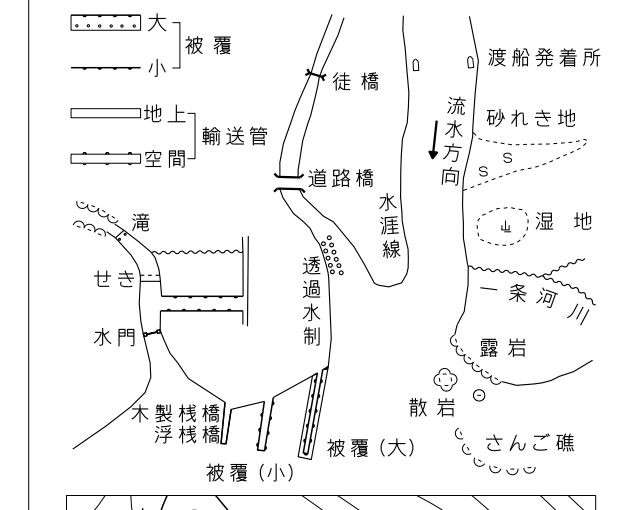 大
小
被覆
地上
空間
輸送管
徒橋
道路橋
渡船発着所
流水方向
砂れき地
水涯線
湿地
滝
せき
水門
透過水制
一条河川
露岩
散岩
さんご礁
木製桟橋
浮桟橋
被覆(小)
被覆(大)